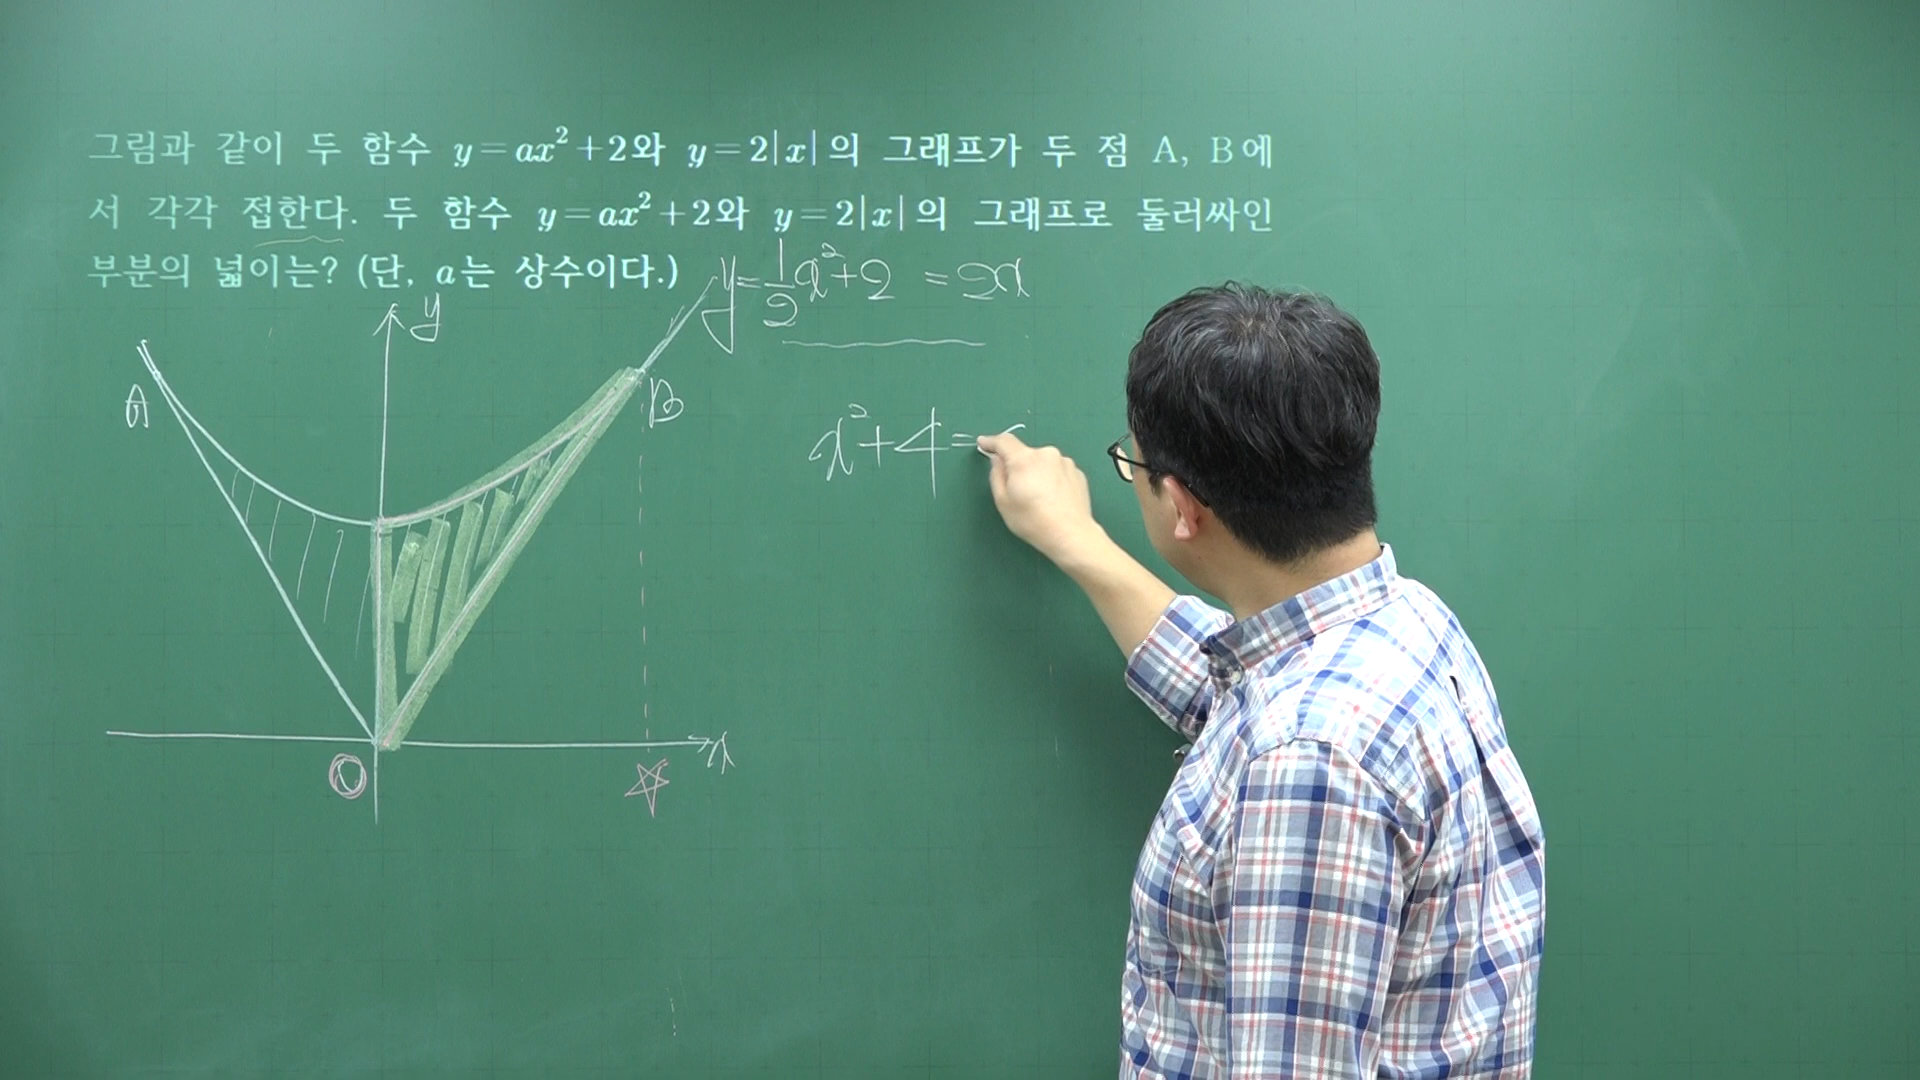 그림과 같이 두 함수 y=ax²+2와 y=2|x|의 그래프가 두 점 A, B에
서 각각 접한다. 두 함수 y=ax²+2와 y=2|x|의 그래프로 둘러싸인
부분의 넓이는? (단, a는 상수이다.)
y=1/2x²+2 =2x
y
A
B
x²+4=
O
x